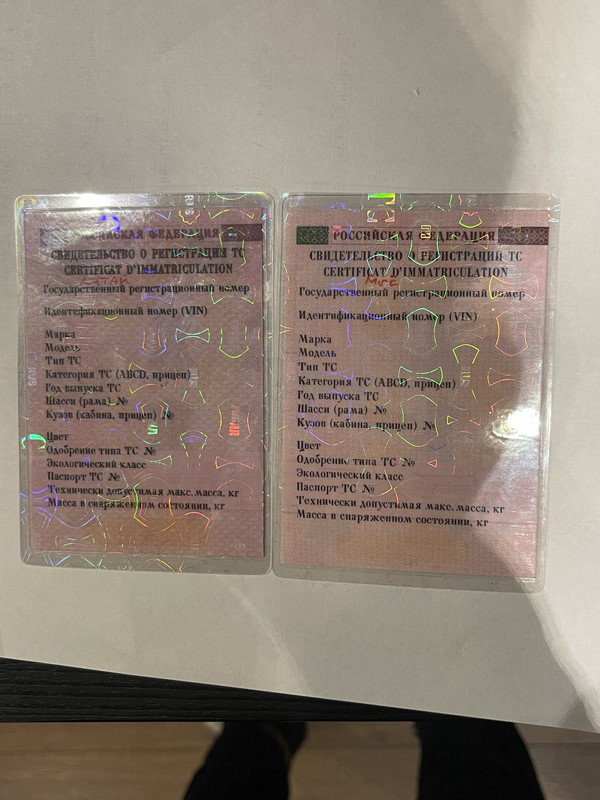 РОССИЙСКАЯ ФЕДЕРАЦИЯ
СВИДЕТЕЛЬСТВО О РЕГИСТРАЦИИ ТС
CERTIFICAT D'IMMATRICULATION
Государственный регистрационный номер
Идентификационный номер (VIN)
Марка
Модель
Тип ТС
Категория ТС (ABCD, прицеп)
Год выпуска ТС
Шасси (рама) №
Кузов (кабина, прицеп) №
Цвет
Одобрение типа ТС №
Экологический класс
Паспорт ТС №
Технически допустимая макс. масса, кг
Масса в снаряженном состоянии, кг
РОССИЙСКАЯ ФЕДЕРАЦИЯ
СВИДЕТЕЛЬСТВО О РЕГИСТРАЦИИ ТС
CERTIFICAT D'IMMATRICULATION
Государственный регистрационный номер
Идентификационный номер (VIN)
Марка
Модель
Тип ТС
Категория ТС (ABCD, прицеп)
Год выпуска ТС
Шасси (рама) №
Кузов (кабина, прицеп) №
Цвет
Одобрение типа ТС №
Экологический класс
Паспорт ТС №
Технически допустимая макс. масса, кг
Масса в снаряженном состоянии, кг